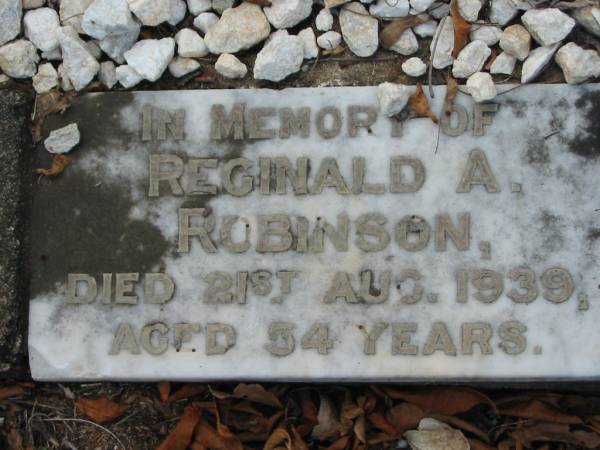 IN MEMORY OF
REGINALD A.
ROBINSON,
DIED 21ST AUG. 1939,
AGED 54 YEARS.